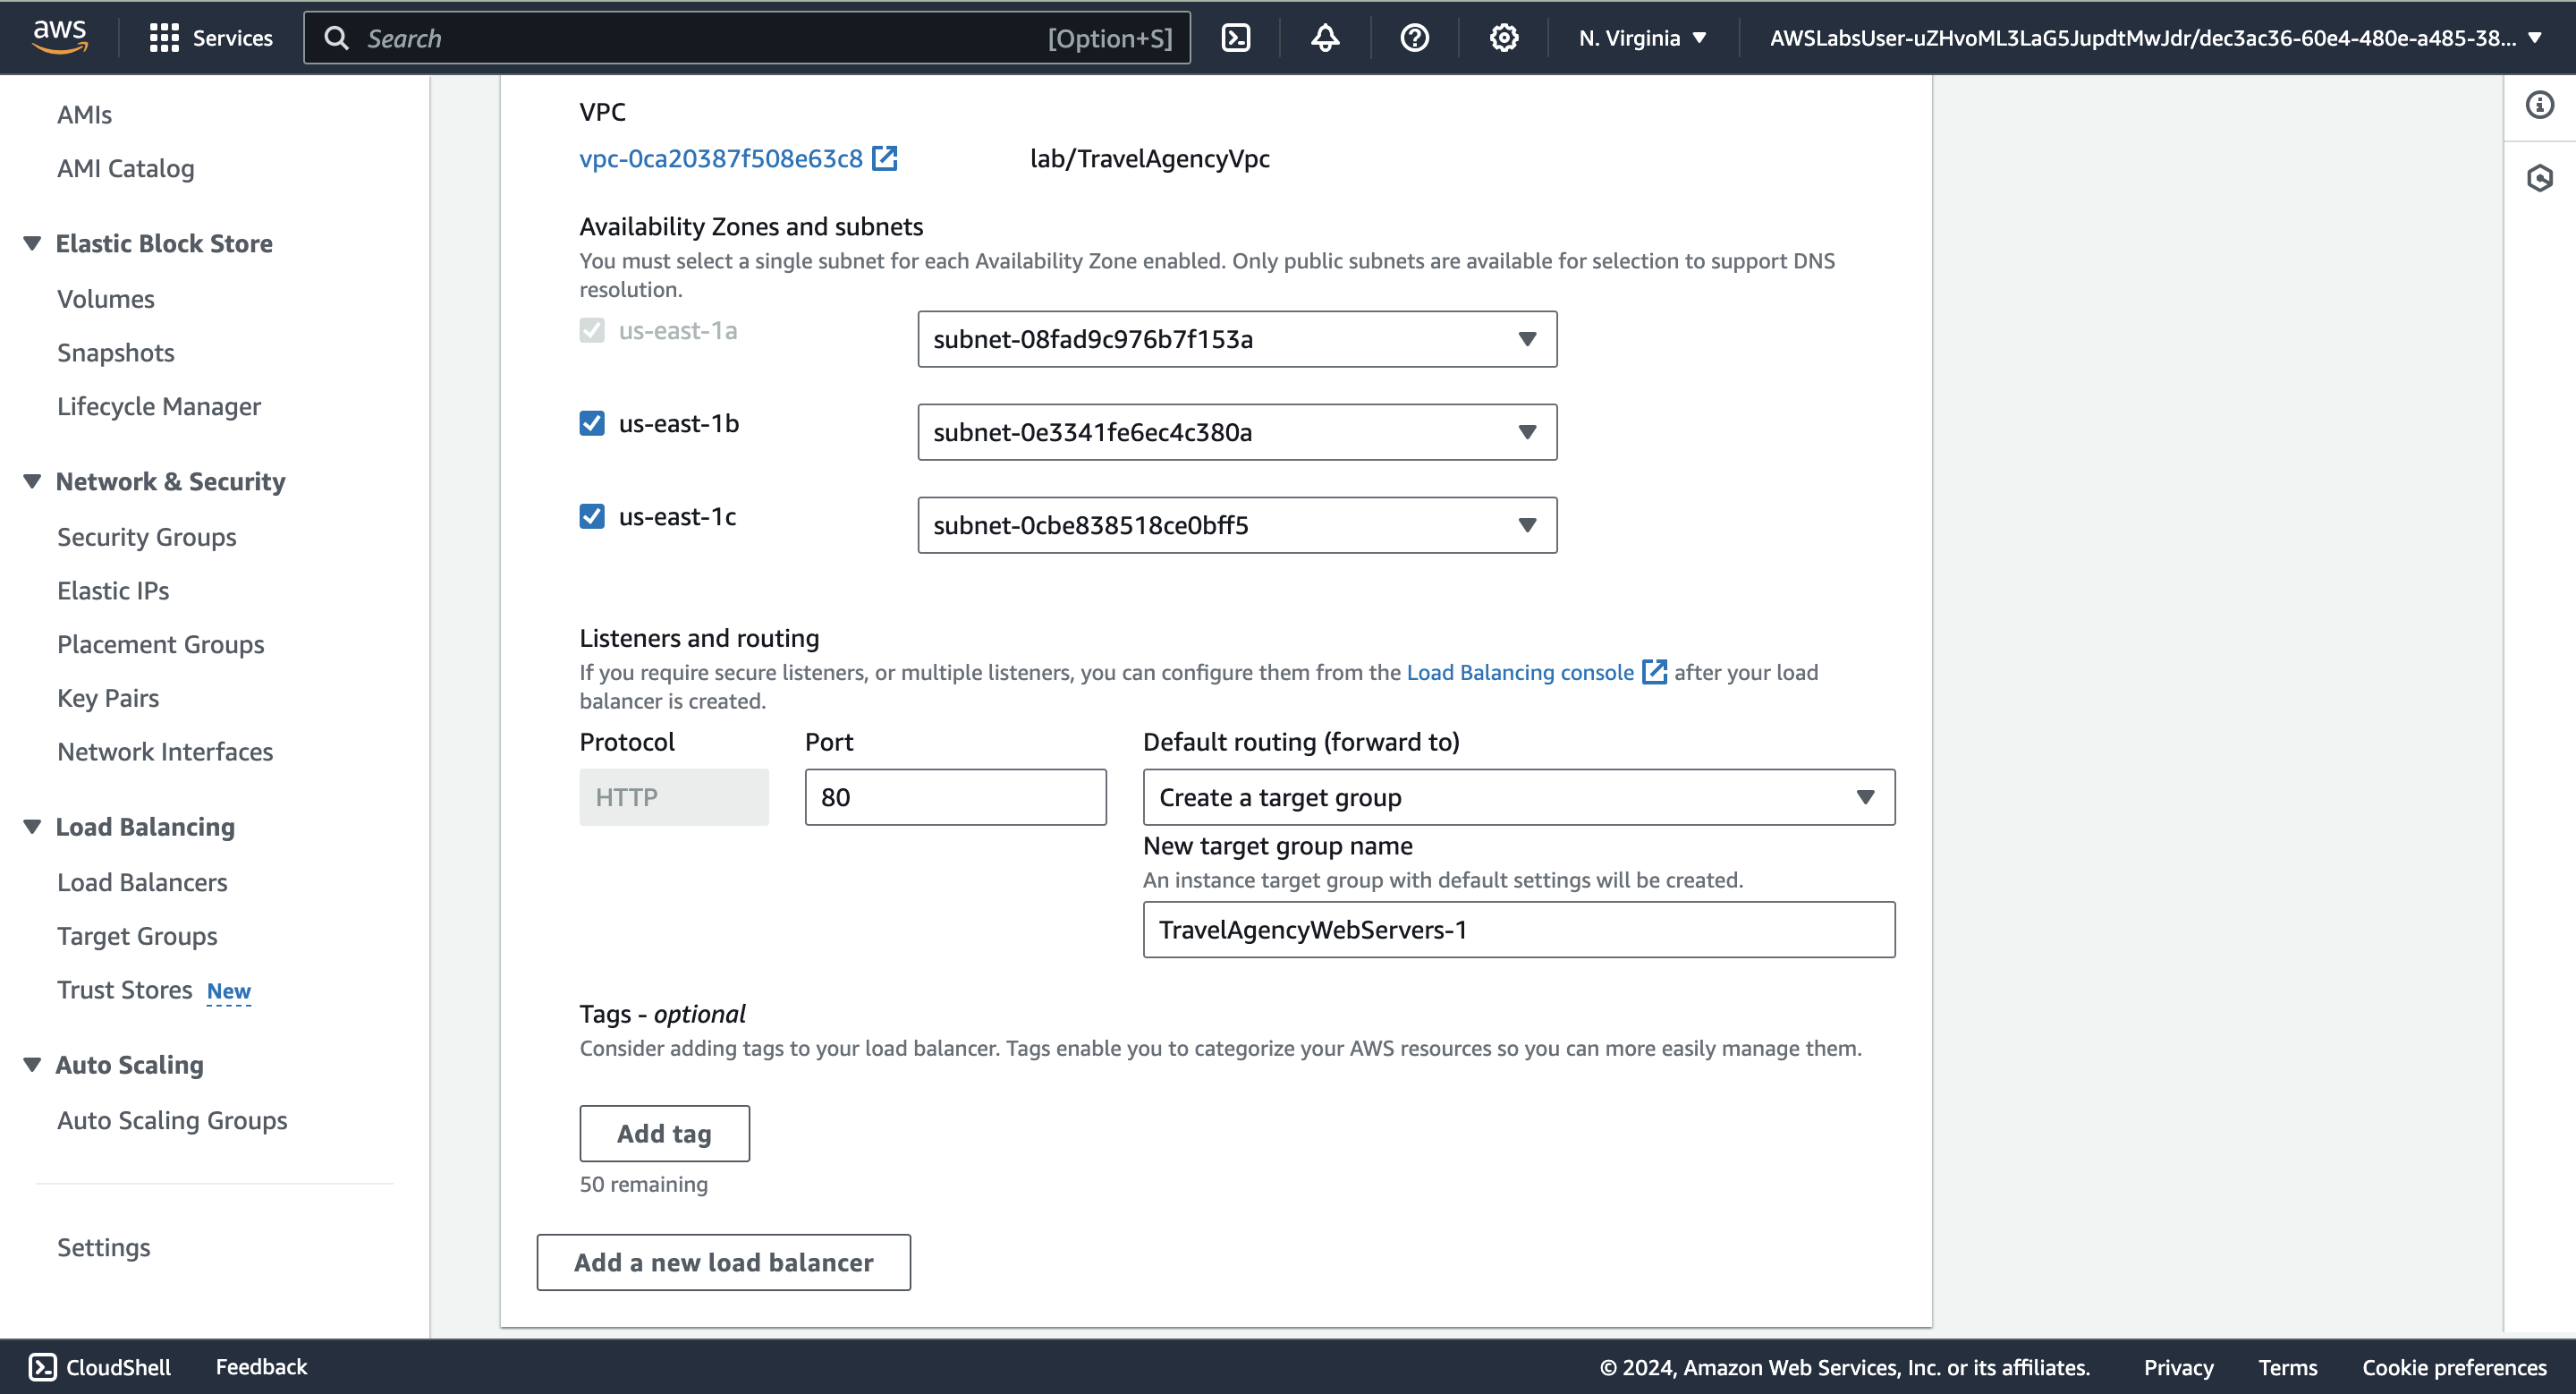 aws
Services
Search
[Option+S]
N. Virginia
AWSLabsUser-uZHvoML3LaG5JupdtMwJdr/dec3ac36-60e4-480e-a485-38...
AMIs
AMI Catalog
Elastic Block Store
Volumes
Snapshots
Lifecycle Manager
Network & Security
Security Groups
Elastic IPs
Placement Groups
Key Pairs
Network Interfaces
Load Balancing
Load Balancers
Target Groups
Trust Stores New
Auto Scaling
Auto Scaling Groups
Settings
VPC
vpc-0ca20387f508e63c8
lab/TravelAgencyVpc
Availability Zones and subnets
You must select a single subnet for each Availability Zone enabled. Only public subnets are available for selection to support DNS
resolution.
us-east-1a
subnet-08fad9c976b7f153a
us-east-1b
subnet-0e3341fe6ec4c380a
us-east-1c
subnet-0cbe838518ce0bff5
Listeners and routing
If you require secure listeners, or multiple listeners, you can configure them from the Load Balancing console after your load
balancer is created.
Protocol
Port
Default routing (forward to)
HTTP
80
Create a target group
New target group name
An instance target group with default settings will be created.
TravelAgencyWebServers-1
Tags - optional
Consider adding tags to your load balancer. Tags enable you to categorize your AWS resources so you can more easily manage them.
Add tag
50 remaining
Add a new load balancer
CloudShell
Feedback
© 2024, Amazon Web Services, Inc. or its affiliates.
Privacy
Terms
Cookie preferences